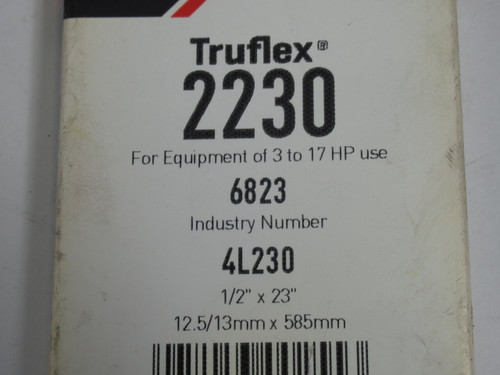 Truflex®
2230
For Equipment of 3 to 17 HP use
6823
Industry Number
4L230
1/2" x 23"
12.5/13mm x 585mm